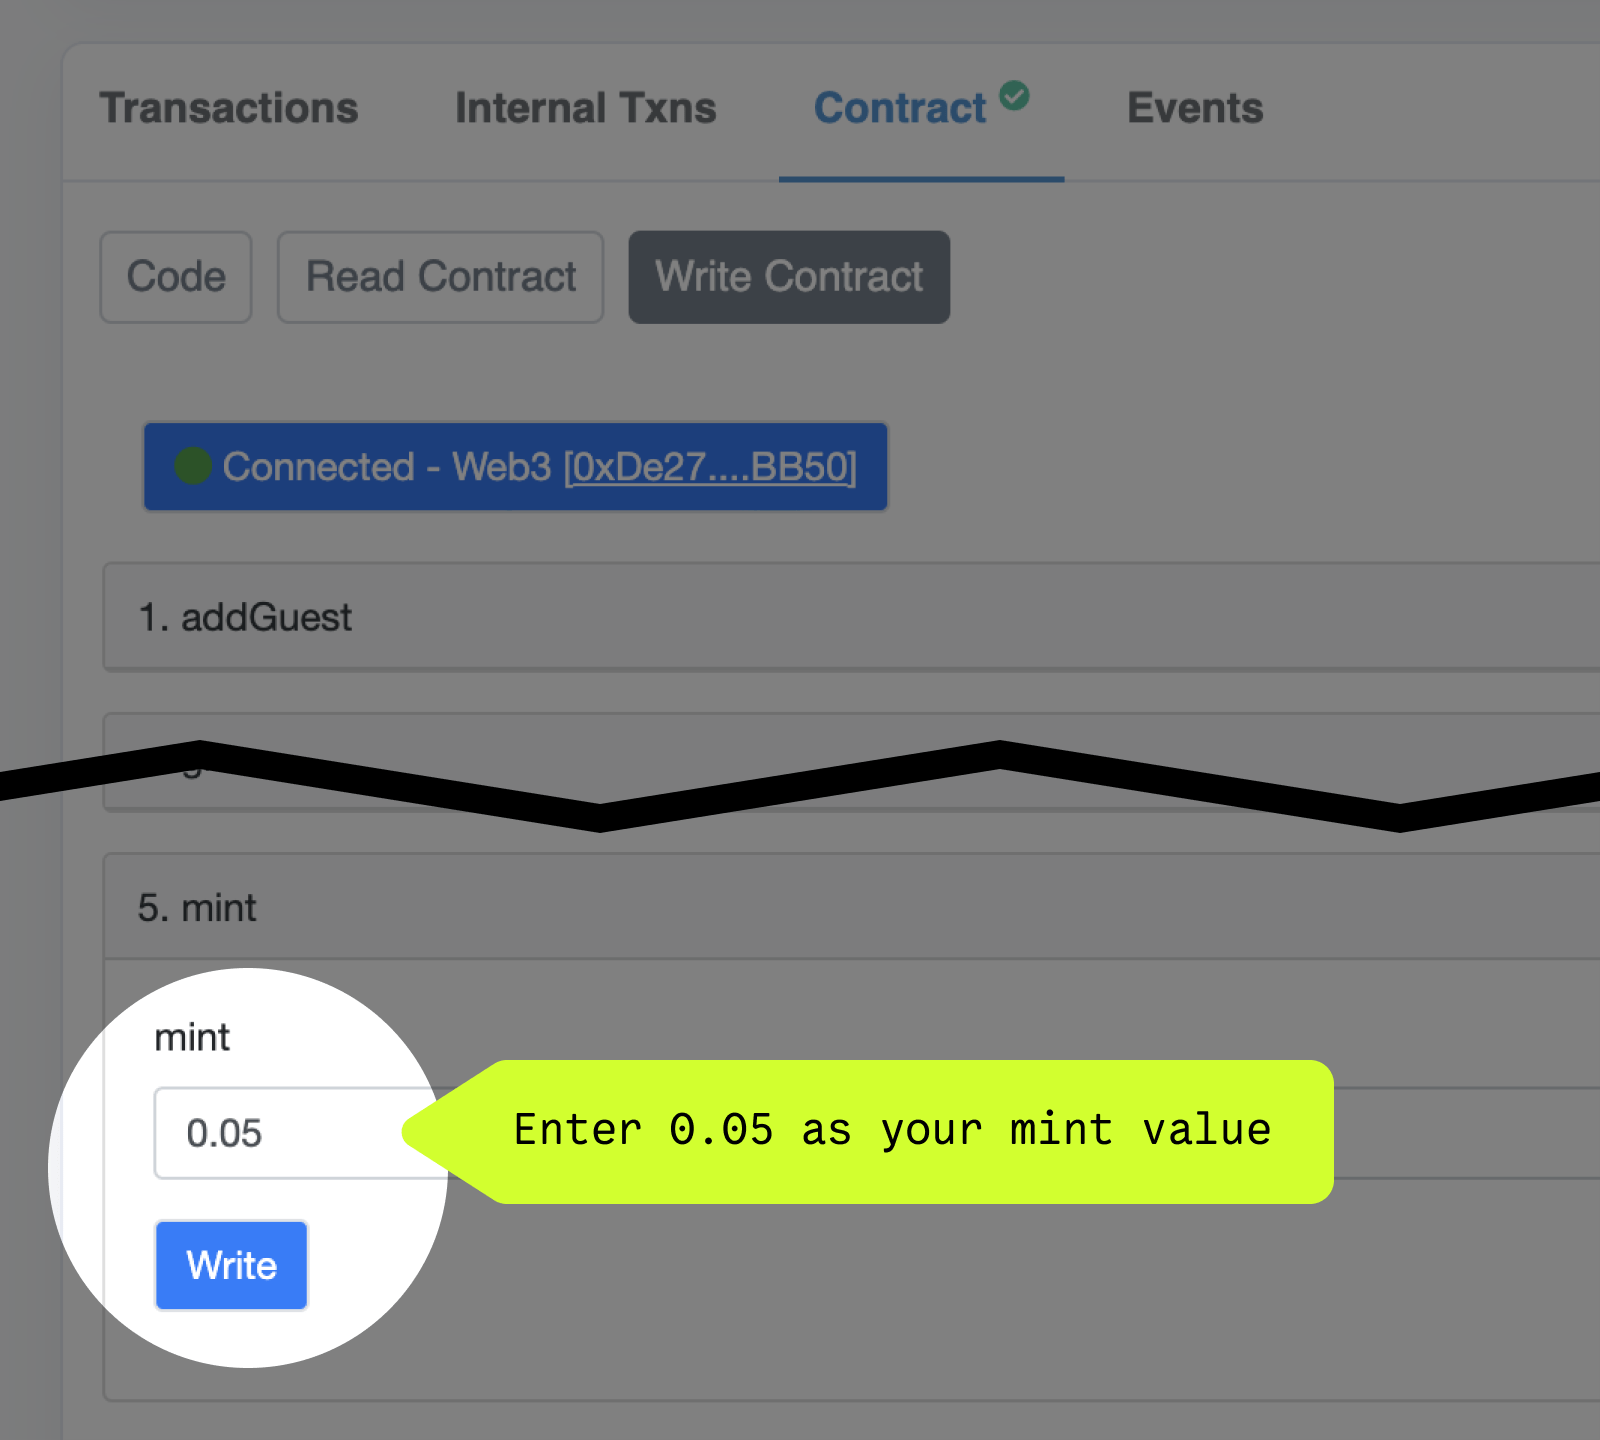 Transactions Internal Txns Contract Events
Code Read Contract Write Contract
Connected - Web3 [0xDe27....BB50]
1. addGuest
5. mint
mint
0.05
Enter 0.05 as your mint value
Write